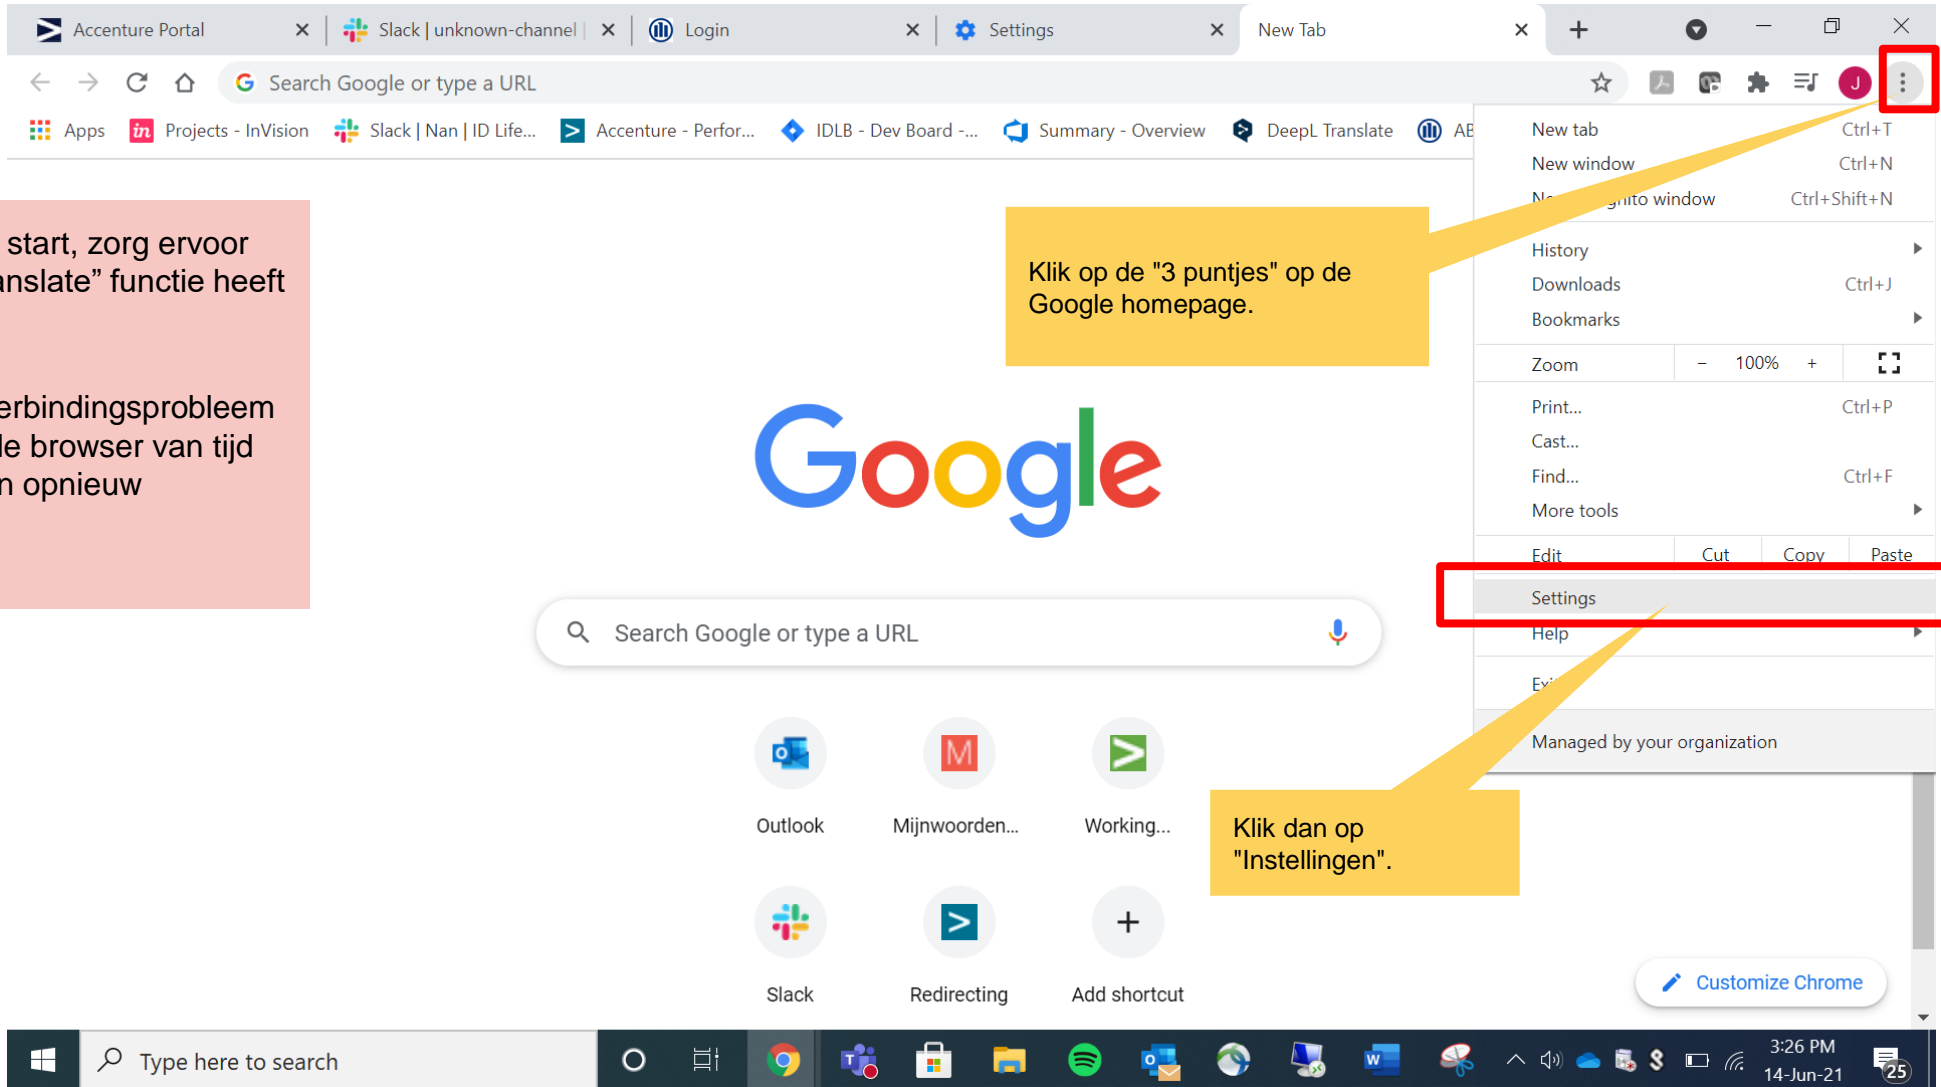 Accenture Portal
Slack | unknown-channel |
Login
Settings
New Tab
Search Google or type a URL
J
Apps
in Projects - InVision
Slack | Nan | ID Life...
Accenture - Perfor...
IDLB - Dev Board -...
Summary - Overview
DeepL Translate
AB
New tab Ctrl+T
New window Ctrl+N
window Ctrl+Shift+N
History
Downloads Ctrl+J
Bookmarks
Zoom - 100% +
Print... Ctrl+P
Cast...
Find... Ctrl+F
More tools
Edit Cut Copy Paste
Settings
Help
Managed by your organization
start, zorg ervoor
anslate” functie heeft
erbindingsprobleem
le browser van tijd
n opnieuw
Klik op de "3 puntjes" op de
Google homepage.
Google
Search Google or type a URL
Outlook
M Mijnwoorden...
Working...
Klik dan op
"Instellingen".
Slack
Redirecting
Add shortcut
Customize Chrome
Type here to search
3:26 PM
14-Jun-21
25